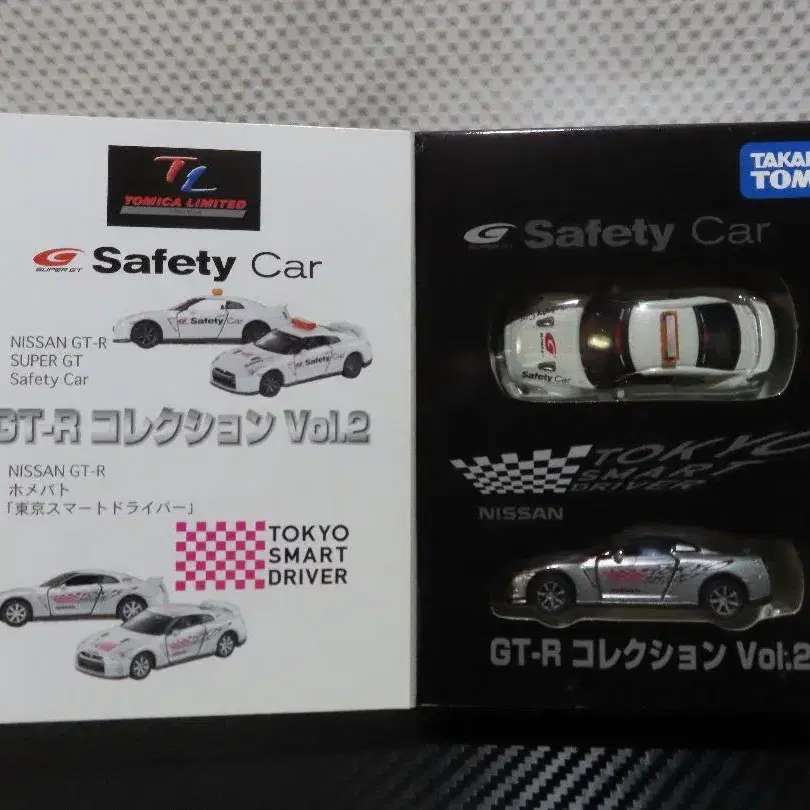 TL
TOMICA LIMITED
SUPER GT
Safety Car
NISSAN GT-R
SUPER GT
Safety Car
Safety Car
Safety Car
GT-R コレクション Vol.2
NISSAN GT-R
ホメパト
「東京スマートドライバー」
TOKYO
SMART
DRIVER
TAKA
TOM
Safety Car
Safety Car
TOKYO
SMART
DRIVER
NISSAN
GT-R コレクション Vol.2